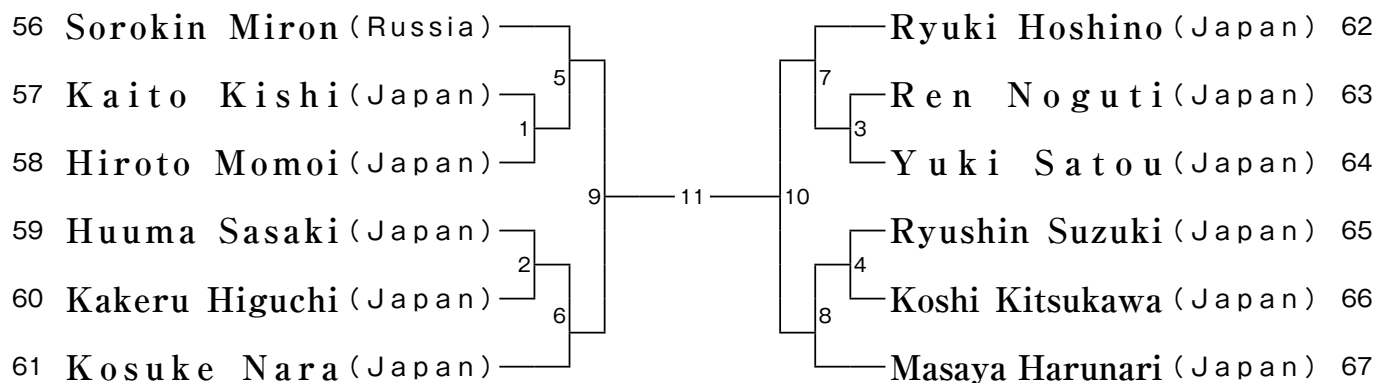 56 Sorokin Miron (Russia) Ryuki Hoshino (Japan) 62
5 7
57 Kaito Kishi (Japan) Ren Noguti (Japan) 63
1 3
58 Hiroto Momoi (Japan) Yuki Satou (Japan) 64
9 11 10
59 Huuma Sasaki (Japan) Ryushin Suzuki (Japan) 65
2 4
60 Kakeru Higuchi (Japan) Koshi Kitsukawa (Japan) 66
6 8
61 Kosuke Nara (Japan) Masaya Harunari (Japan) 67